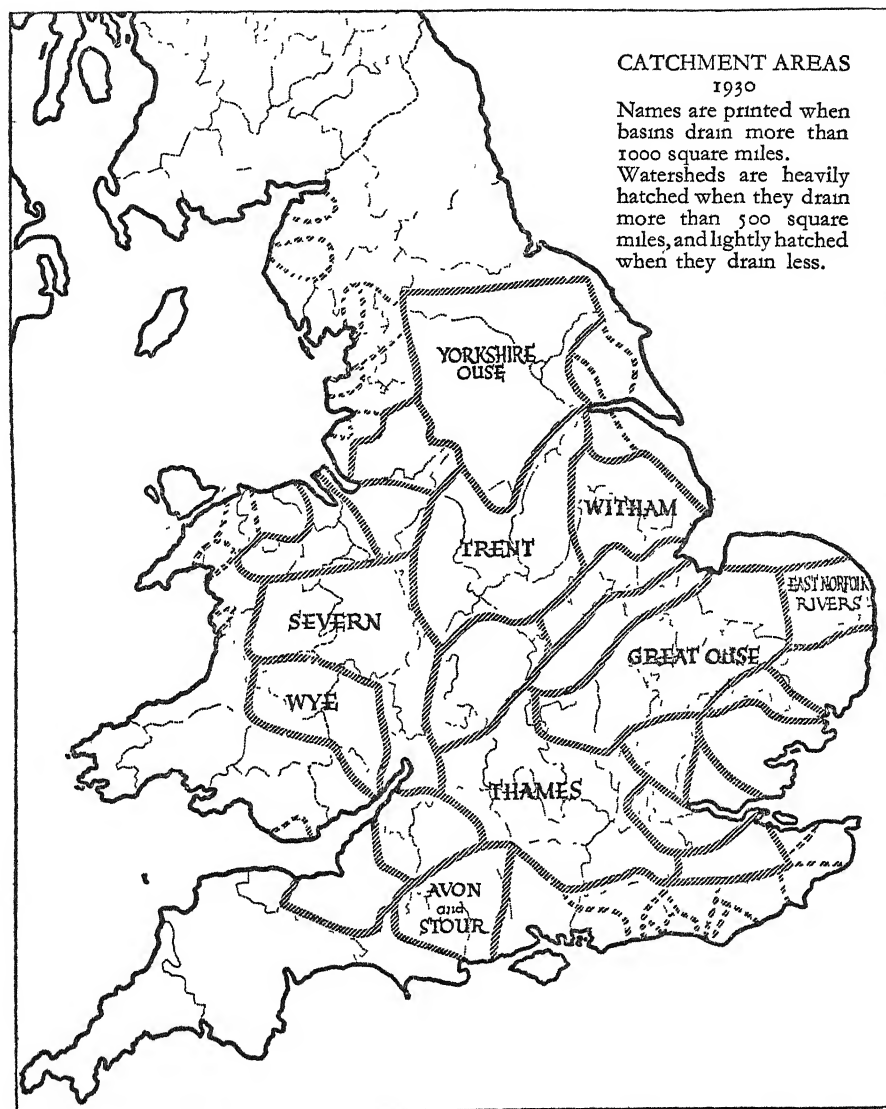 CATCHMENT AREAS
1930
Names are printed when
basins drain more than
1000 square miles.
Watersheds are heavily
hatched when they drain
more than 500 square
miles, and lightly hatched
when they drain less.
YORKSHIRE
OUSE
WITHAM
TRENT
EAST NORFOLK
RIVERS
SEVERN
GREAT OUSE
WYE
THAMES
AVON
and
STOUR